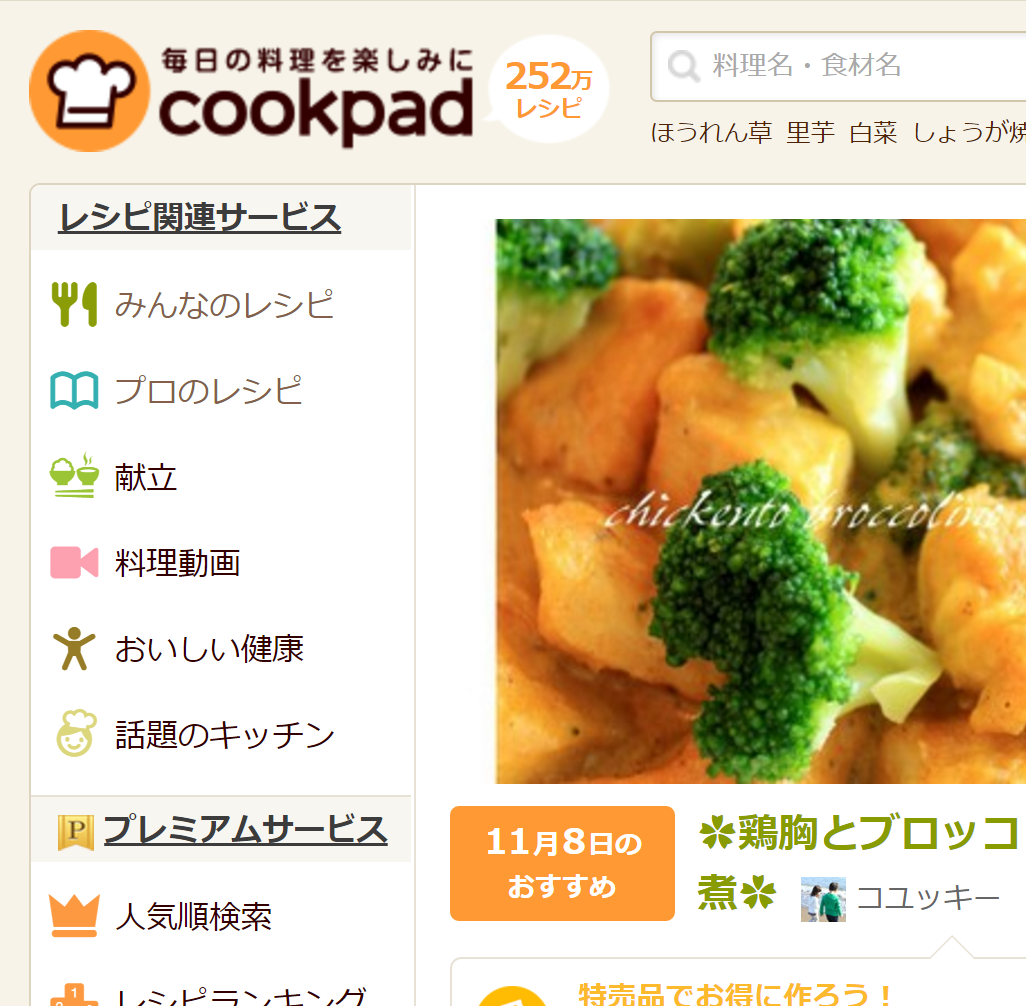 毎日の料理を楽しみに
cookpad
252万
レシピ
料理名・食材名
ほうれん草 里芋 白菜 しょうが
レシピ関連サービス
みんなのレシピ
プロのレシピ
献立
料理動画
おいしい健康
話題のキッチン
プレミアムサービス
人気順検索
レシピランキング
chickento broccolino
11月8日の
おすすめ
✽鶏胸とブロッコ
煮✽ コユッキー
特売品でお得に作ろう！